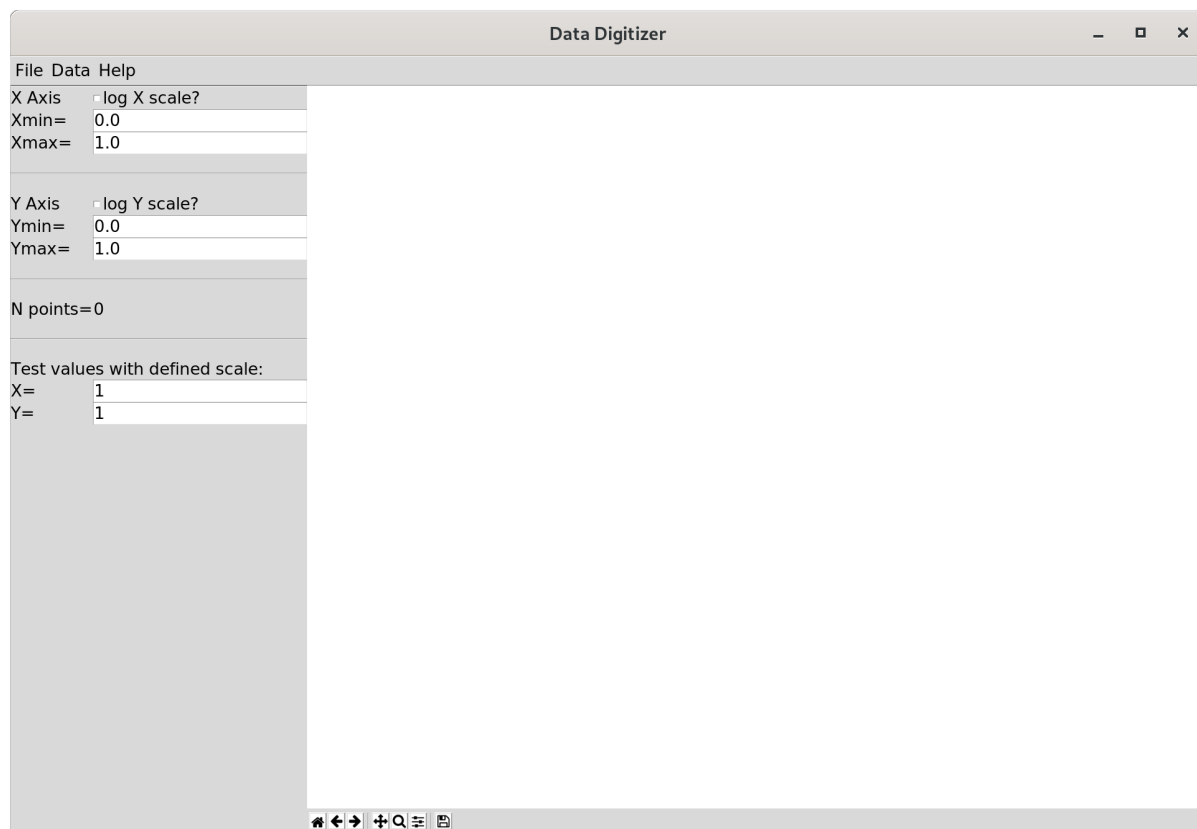 Data Digitizer
File Data Help
X Axis log X scale?
Xmin= 0.0
Xmax= 1.0
Y Axis log Y scale?
Ymin= 0.0
Ymax= 1.0
N points=0
Test values with defined scale:
X= 1
Y= 1